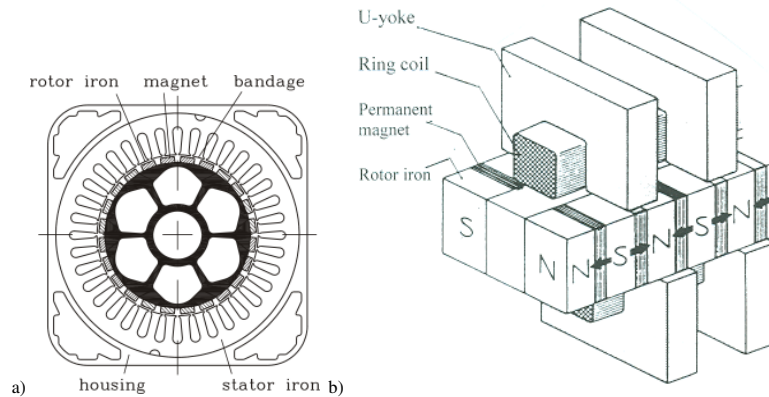 rotor iron magnet bandage
housing stator iron
a)
U-yoke
Ring coil
Permanent
magnet
Rotor iron
S N N S N S N
b)